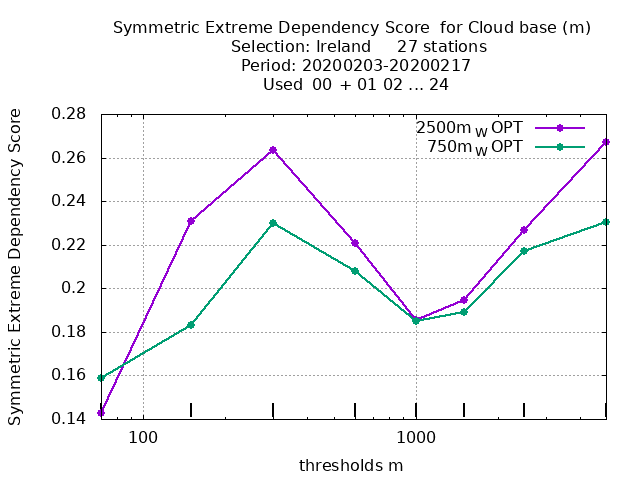 Symmetric Extreme Dependency Score for Cloud base (m)
Selection: Ireland 27 stations
Period: 20200203-20200217
Used 00 + 01 02 ... 24
Symmetric Extreme Dependency Score
0.28
0.26
0.24
0.22
0.2
0.18
0.16
0.14
2500m W OPT
750m W OPT
100
1000
thresholds m